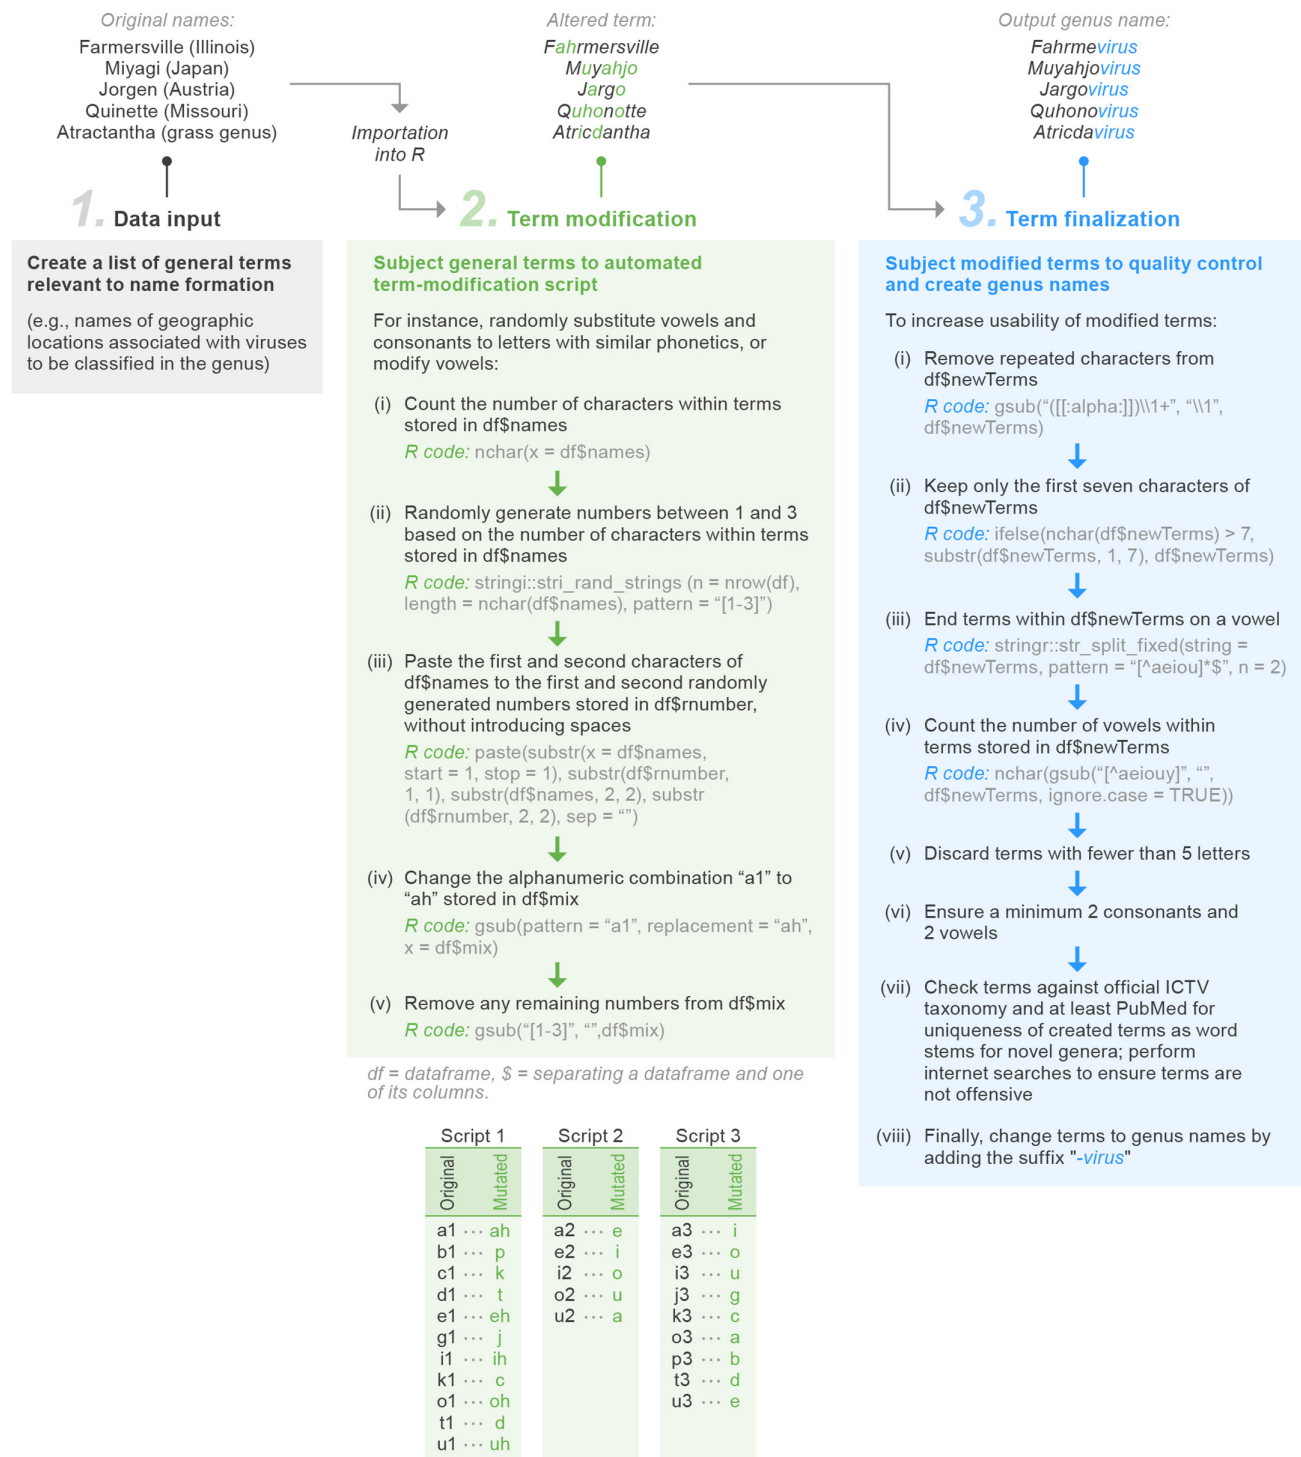 Original names:
Farmersville (Illinois)
Miyagi (Japan)
Jorgen (Austria)
Quinette (Missouri)
Atractantha (grass genus)
Importation
into R
Altered term:
Fahrmersville
Muyahjo
Jargo
Quhonotte
Atricdantha
Output genus name:
Fahrmevirus
Muyahjovirus
Jargovirus
Quhonovirus
Atricdavirus
1. Data input
Create a list of general terms
relevant to name formation
(e.g., names of geographic
locations associated with viruses
to be classified in the genus)
2. Term modification
Subject general terms to automated
term-modification script
For instance, randomly substitute vowels and
consonants to letters with similar phonetics, or
modify vowels:
(i) Count the number of characters within terms
stored in df$names
R code: nchar(x = df$names)
(ii) Randomly generate numbers between 1 and 3
based on the number of characters within terms
stored in df$names
R code: stringi::stri_rand_strings (n = nrow(df),
length = nchar(df$names), pattern = “[1-3]”)
(iii) Paste the first and second characters of
df$names to the first and second randomly
generated numbers stored in df$rnumber,
without introducing spaces
R code: paste(substr(x = df$names,
start = 1, stop = 1), substr(df$rnumber,
1, 1), substr(df$names, 2, 2), substr
(df$rnumber, 2, 2), sep = “”)
(iv) Change the alphanumeric combination “a1” to
“ah” stored in df$mix
R code: gsub(pattern = “a1”, replacement = “ah”,
x = df$mix)
(v) Remove any remaining numbers from df$mix
R code: gsub(“[1-3]”, “”,df$mix)
df = dataframe, $ = separating a dataframe and one
of its columns.
Script 1
Original Mutated
a1 ··· ah
b1 ··· p
c1 ··· k
d1 ··· t
e1 ··· eh
g1 ··· j
i1 ··· ih
k1 ··· c
o1 ··· oh
t1 ··· d
u1 ··· uh
Script 2
Original Mutated
a2 ··· e
e2 ··· i
i2 ··· o
o2 ··· u
u2 ··· a
Script 3
Original Mutated
a3 ··· i
e3 ··· o
i3 ··· u
j3 ··· g
k3 ··· c
o3 ··· a
p3 ··· b
t3 ··· d
u3 ··· e
3. Term finalization
Subject modified terms to quality control
and create genus names
To increase usability of modified terms:
(i) Remove repeated characters from
df$newTerms
R code: gsub(“([[:alpha:]])\\1+”, “\\1”,
df$newTerms)
(ii) Keep only the first seven characters of
df$newTerms
R code: ifelse(nchar(df$newTerms) > 7,
substr(df$newTerms, 1, 7), df$newTerms)
(iii) End terms within df$newTerms on a vowel
R code: stringr::str_split_fixed(string =
df$newTerms, pattern = “[^aeiou]*$”, n = 2)
(iv) Count the number of vowels within
terms stored in df$newTerms
R code: nchar(gsub(“[^aeiouy]”, “”,
df$newTerms, ignore.case = TRUE))
(v) Discard terms with fewer than 5 letters
(vi) Ensure a minimum 2 consonants and
2 vowels
(vii) Check terms against official ICTV
taxonomy and at least PubMed for
uniqueness of created terms as word
stems for novel genera; perform
internet searches to ensure terms are
not offensive
(viii) Finally, change terms to genus names by
adding the suffix "-virus"